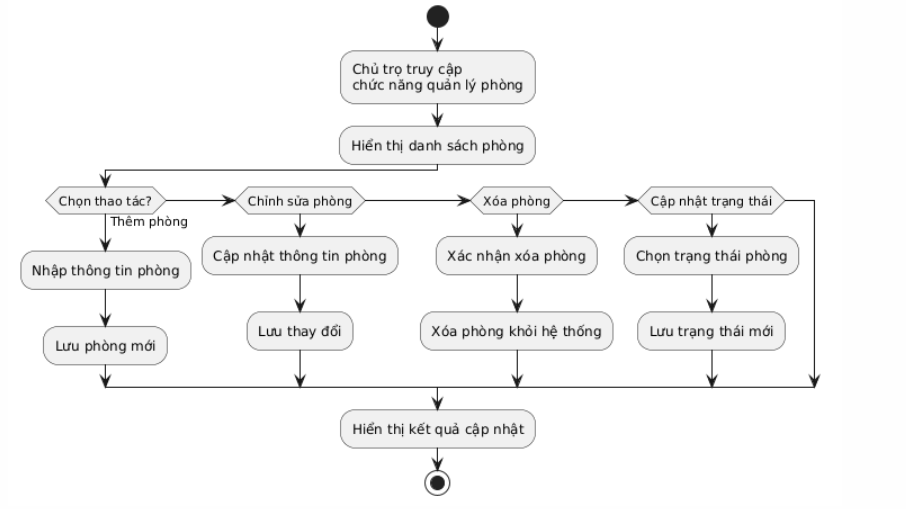 Chủ trọ truy cập
chức năng quản lý phòng
Hiển thị danh sách phòng
Chọn thao tác?
Thêm phòng
Nhập thông tin phòng
Lưu phòng mới
Chỉnh sửa phòng
Cập nhật thông tin phòng
Lưu thay đổi
Xóa phòng
Xác nhận xóa phòng
Xóa phòng khỏi hệ thống
Cập nhật trạng thái
Chọn trạng thái phòng
Lưu trạng thái mới
Hiển thị kết quả cập nhật